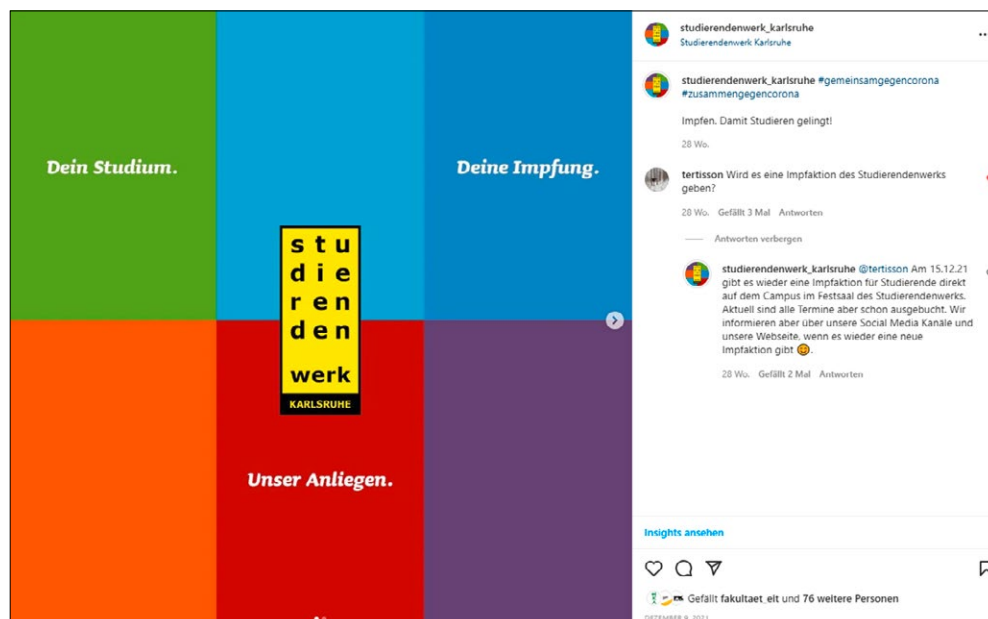 Dein Studium.
Deine Impfung.
stu
die
ren
den
werk
KARLSRUHE
Unser Anliegen.
studierendenwerk_karlsruhe
Studierendenwerk Karlsruhe
studierendenwerk_karlsruhe #gemeinsamgegencorona
#zusammengegencorona
Impfen. Damit Studieren gelingt!
28 Wo.
tertisson Wird es eine Impfaktion des Studierendenwerks
geben?
28 Wo. Gefällt 3 Mal Antworten
Antworten verbergen
studierendenwerk_karlsruhe @tertisson Am 15.12.21
gibt es wieder eine Impfaktion für Studierende direkt
auf dem Campus im Festsaal des Studierendenwerks.
Aktuell sind alle Termine aber schon ausgebucht. Wir
informieren aber über unsere Social Media Kanäle und
unsere Webseite, wenn es wieder eine neue
Impfaktion gibt 😊.
28 Wo. Gefällt 2 Mal Antworten
Insights ansehen
Gefällt fakultaet_eit und 76 weitere Personen
DEZEMBER 9, 2021